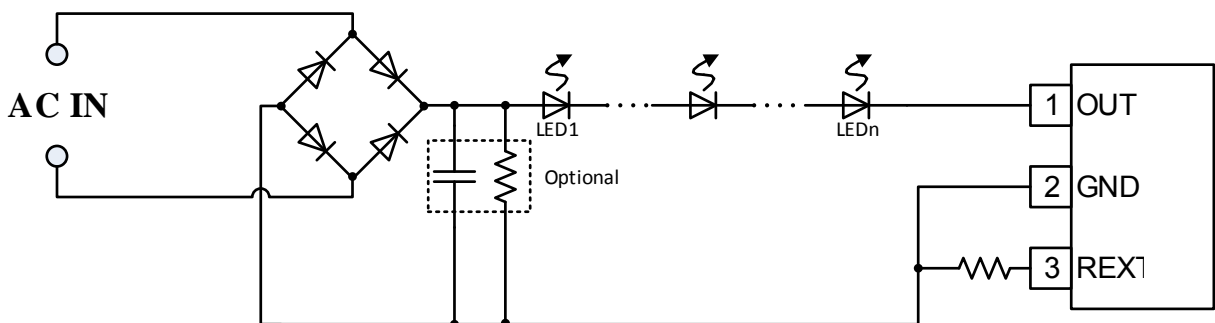 AC IN
LED1
LEDn
Optional
1 OUT
2 GND
3 REXT